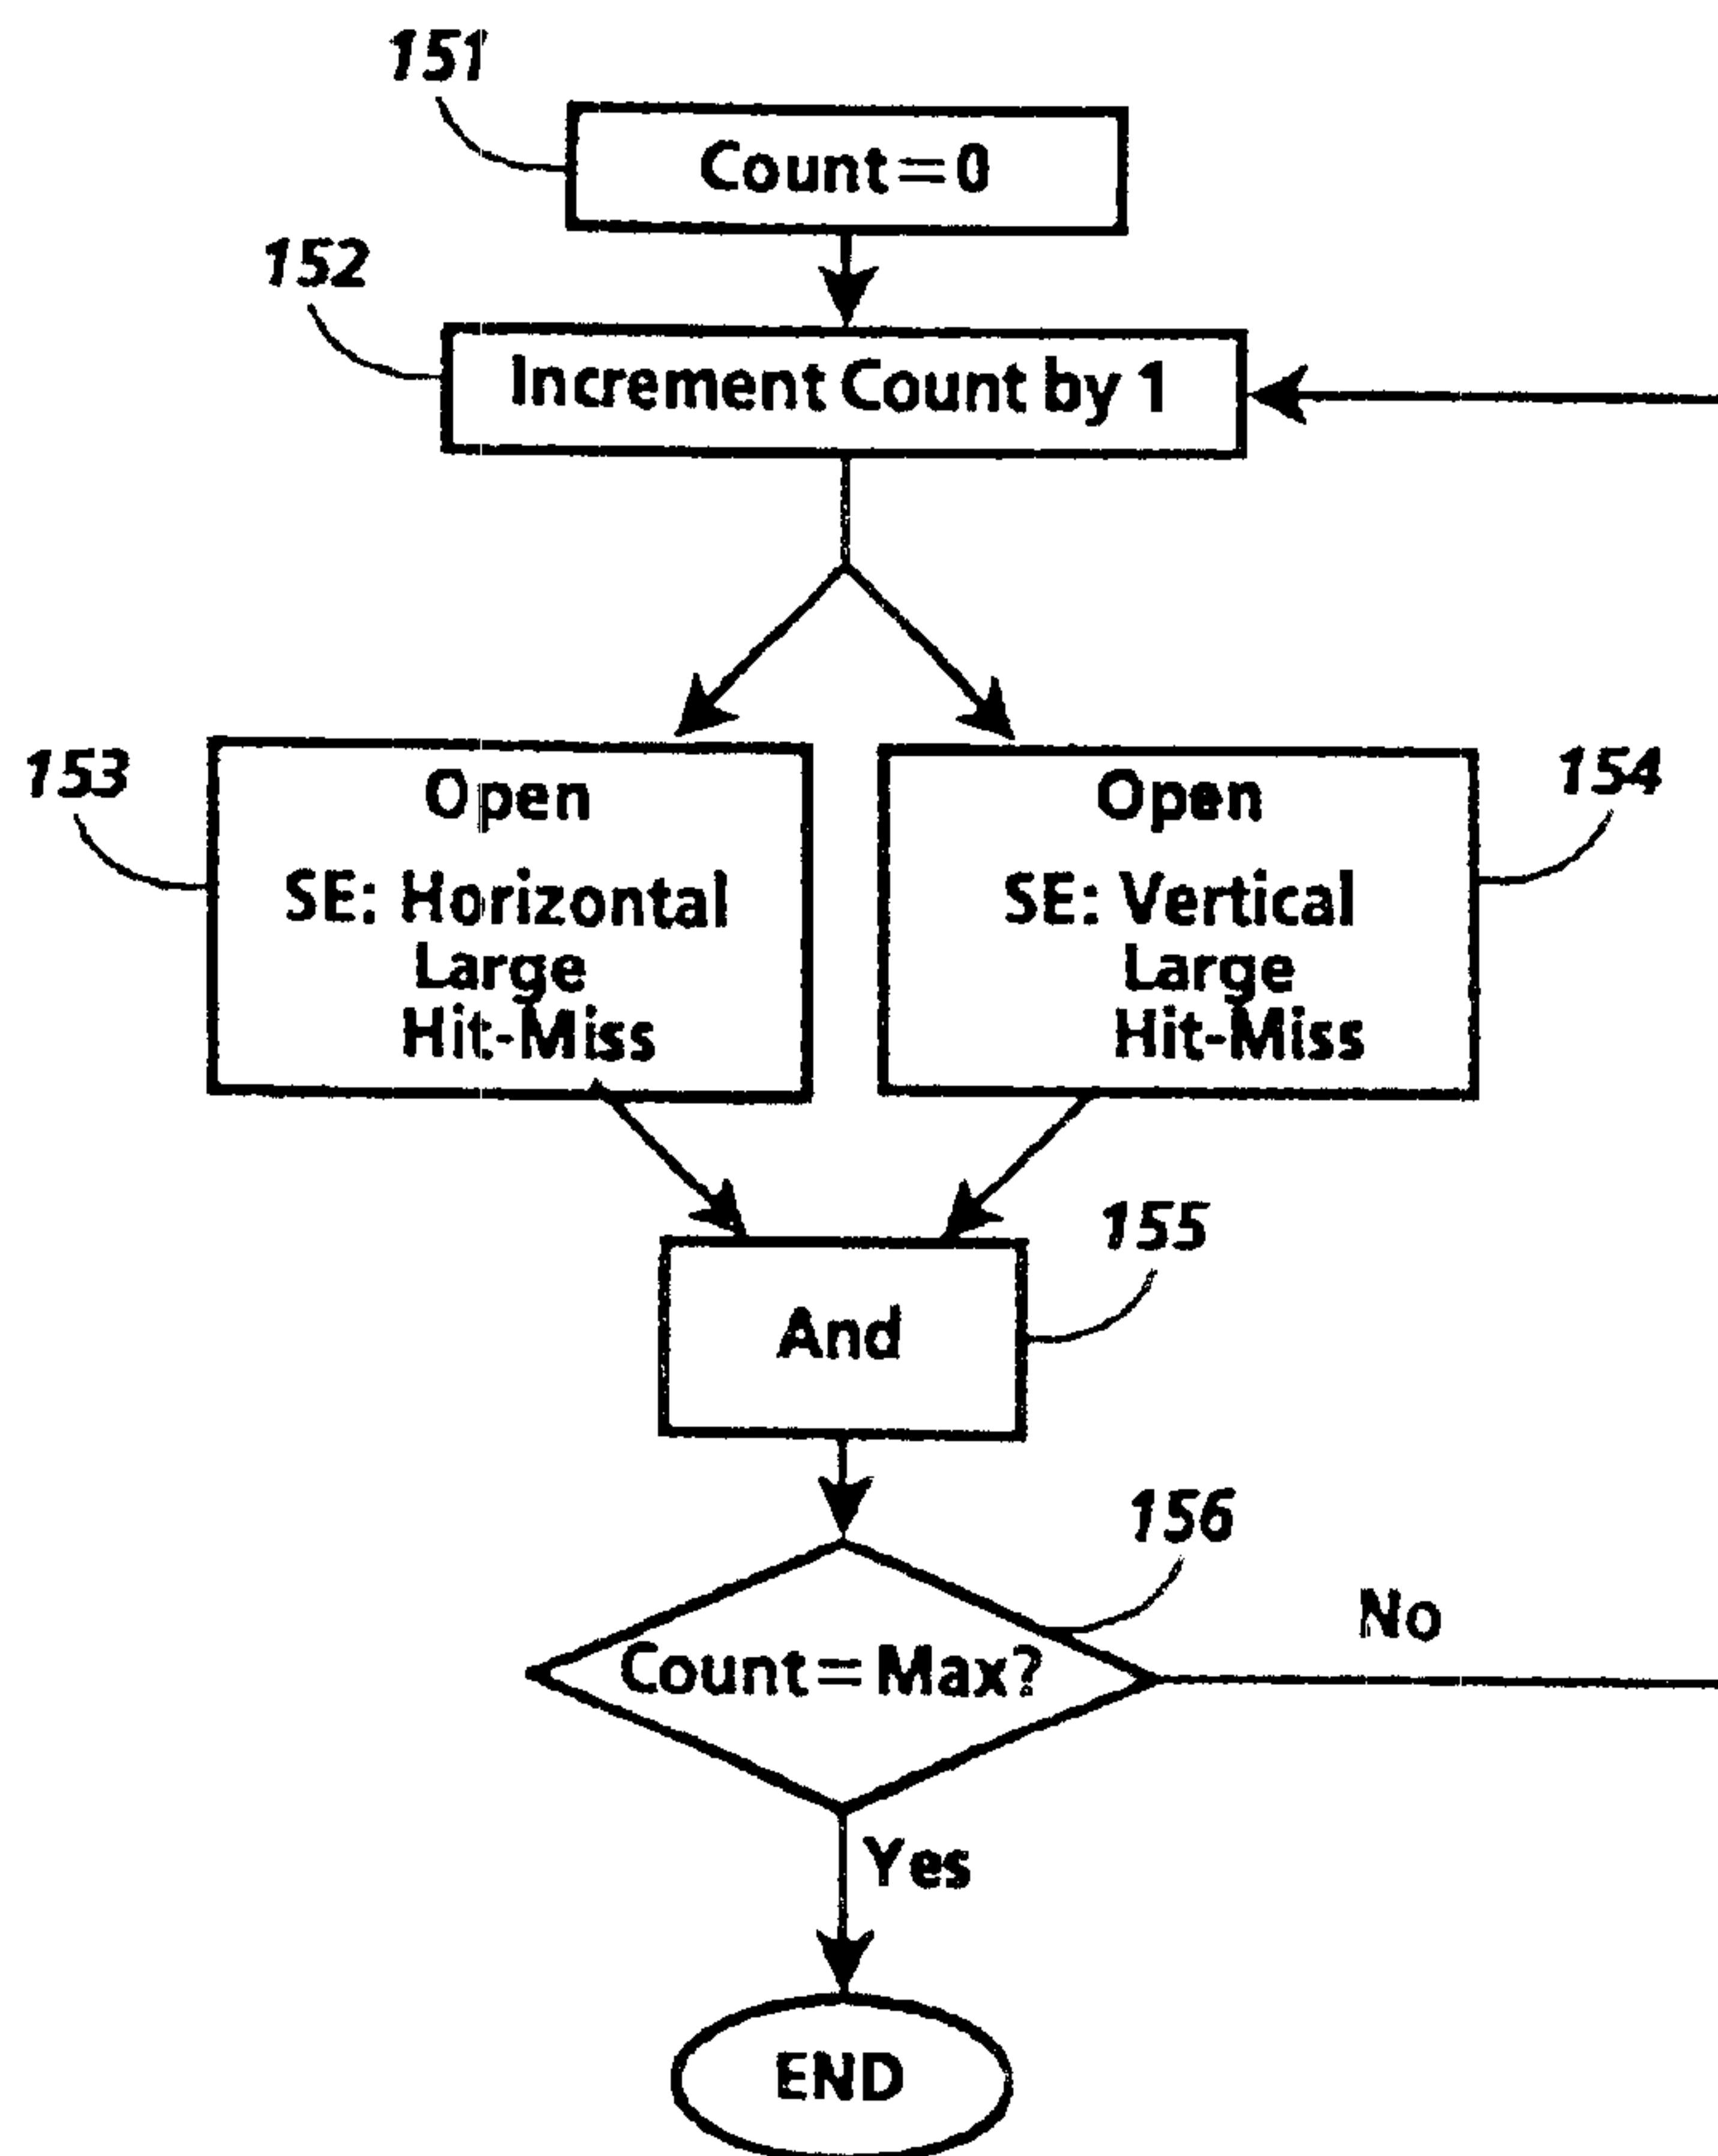 151
Count=0
152
Increment Count by 1
153
Open
SE: Horizontal
Large
Hit-Miss
154
Open
SE: Vertical
Large
Hit-Miss
155
And
156
Count=Max?
No
Yes
END